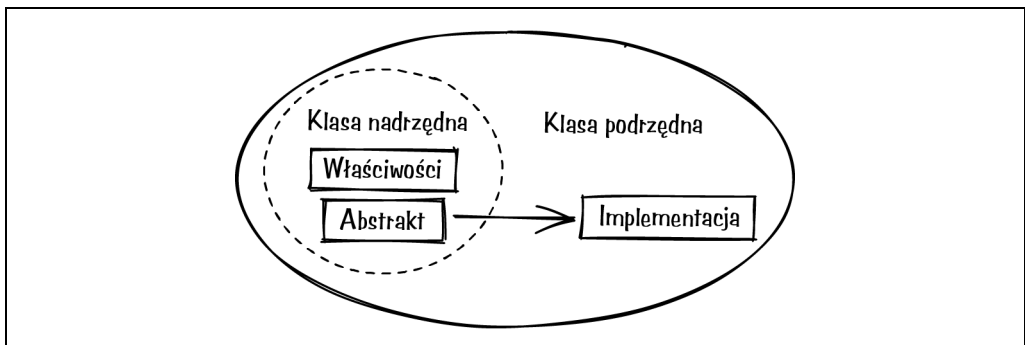 Klasa nadrzędna
Klasa podrzędna
Właściwości
Abstrakt
Implementacja